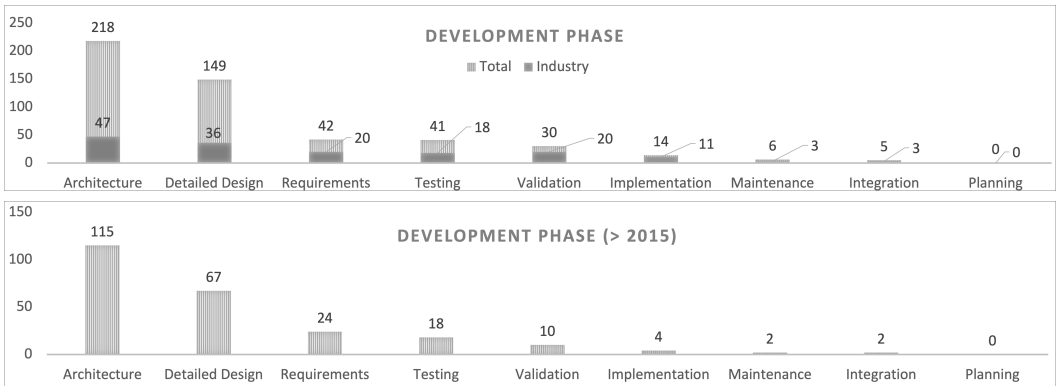 DEVELOPMENT PHASE
Total Industry
250
200
150
100
50
0
218 149 42 41 30 14 6 5 0
47 36 20 18 20 11 3 3 0
Architecture Detailed Design Requirements Testing Validation Implementation Maintenance Integration Planning
DEVELOPMENT PHASE (> 2015)
150
100
50
0
115 67 24 18 10 4 2 2 0
Architecture Detailed Design Requirements Testing Validation Implementation Maintenance Integration Planning